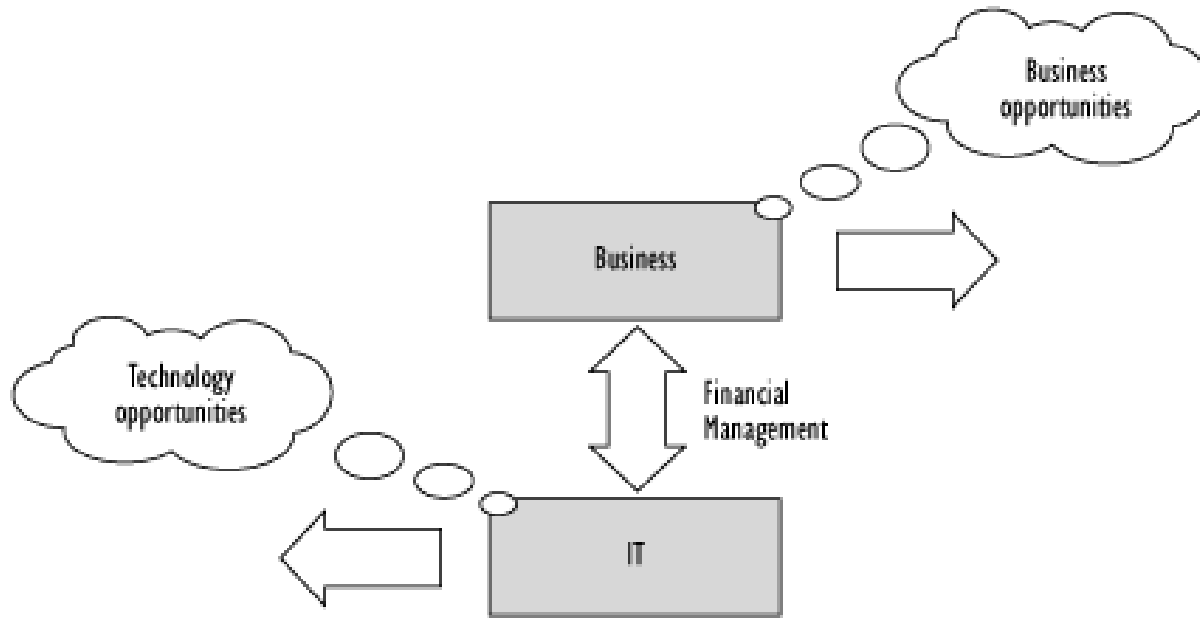 Business
opportunities
Business
Technology
opportunities
Financial
Management
IT